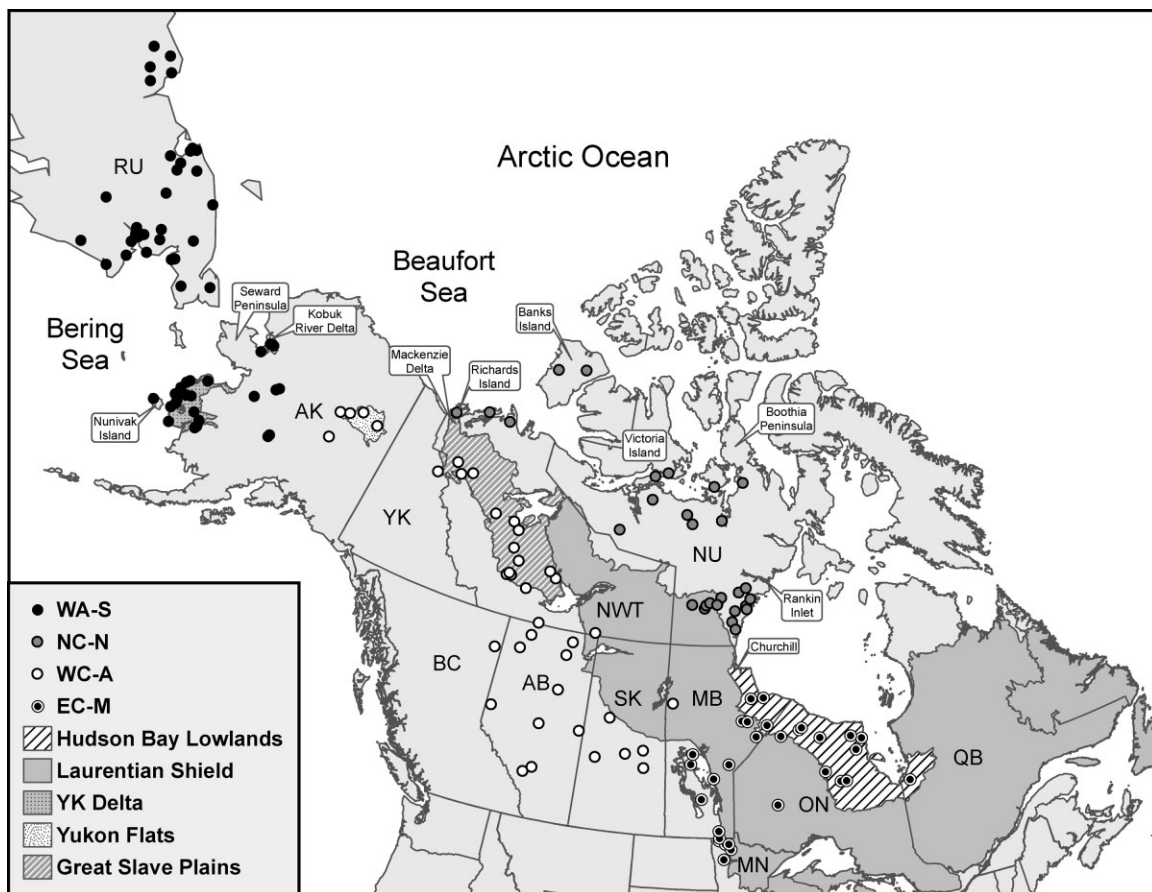 RU
Arctic Ocean
Beaufort
Sea
Seward
Peninsula
Kobuk
River Delta
Banks
Island
Bering
Sea
Mackenzie
Delta
Richards
Island
Nunivak
Island
AK
Victoria
Island
Boothia
Peninsula
YK
NU
Rankin
Inlet
NWT
Churchill
BC
AB
SK
MB
QB
ON
MN
WA-S
NC-N
WC-A
EC-M
Hudson Bay Lowlands
Laurentian Shield
YK Delta
Yukon Flats
Great Slave Plains